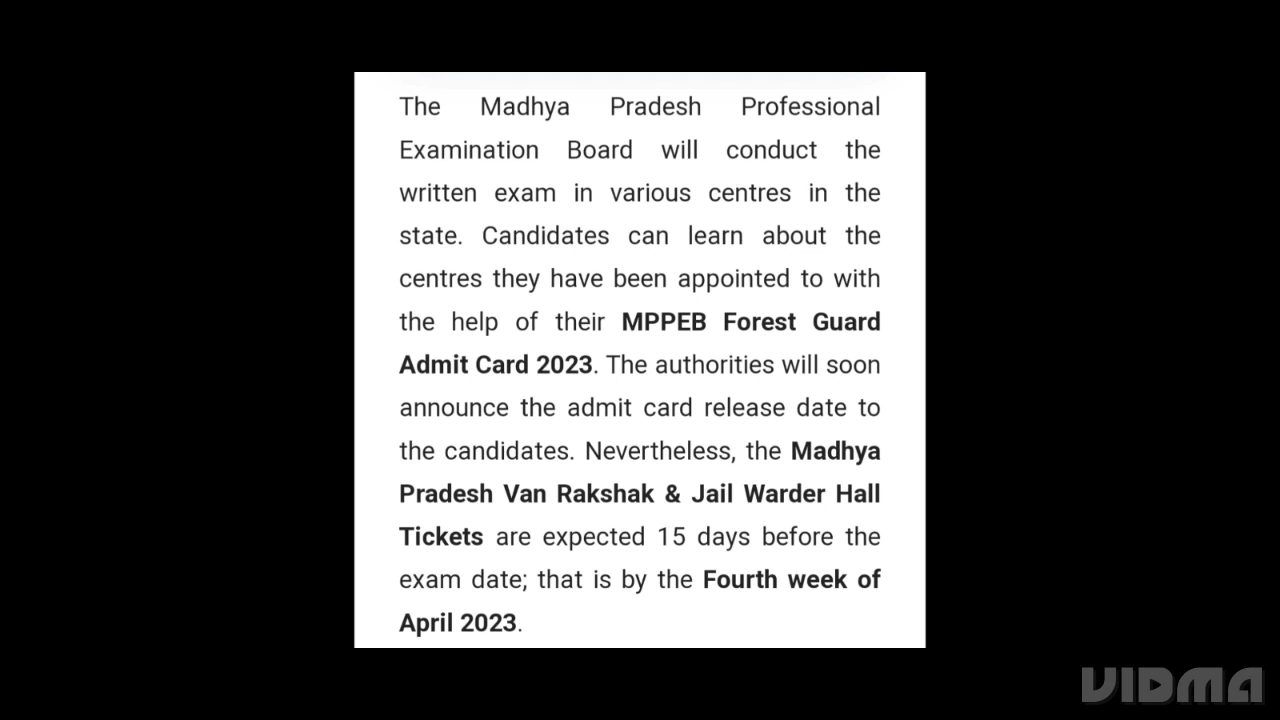 The Madhya Pradesh Professional
Examination Board will conduct the
written exam in various centres in the
state. Candidates can learn about the
centres they have been appointed to with
the help of their MPPEB Forest Guard
Admit Card 2023. The authorities will soon
announce the admit card release date to
the candidates. Nevertheless, the Madhya
Pradesh Van Rakshak & Jail Warder Hall
Tickets are expected 15 days before the
exam date; that is by the Fourth week of
April 2023.
VIDMA